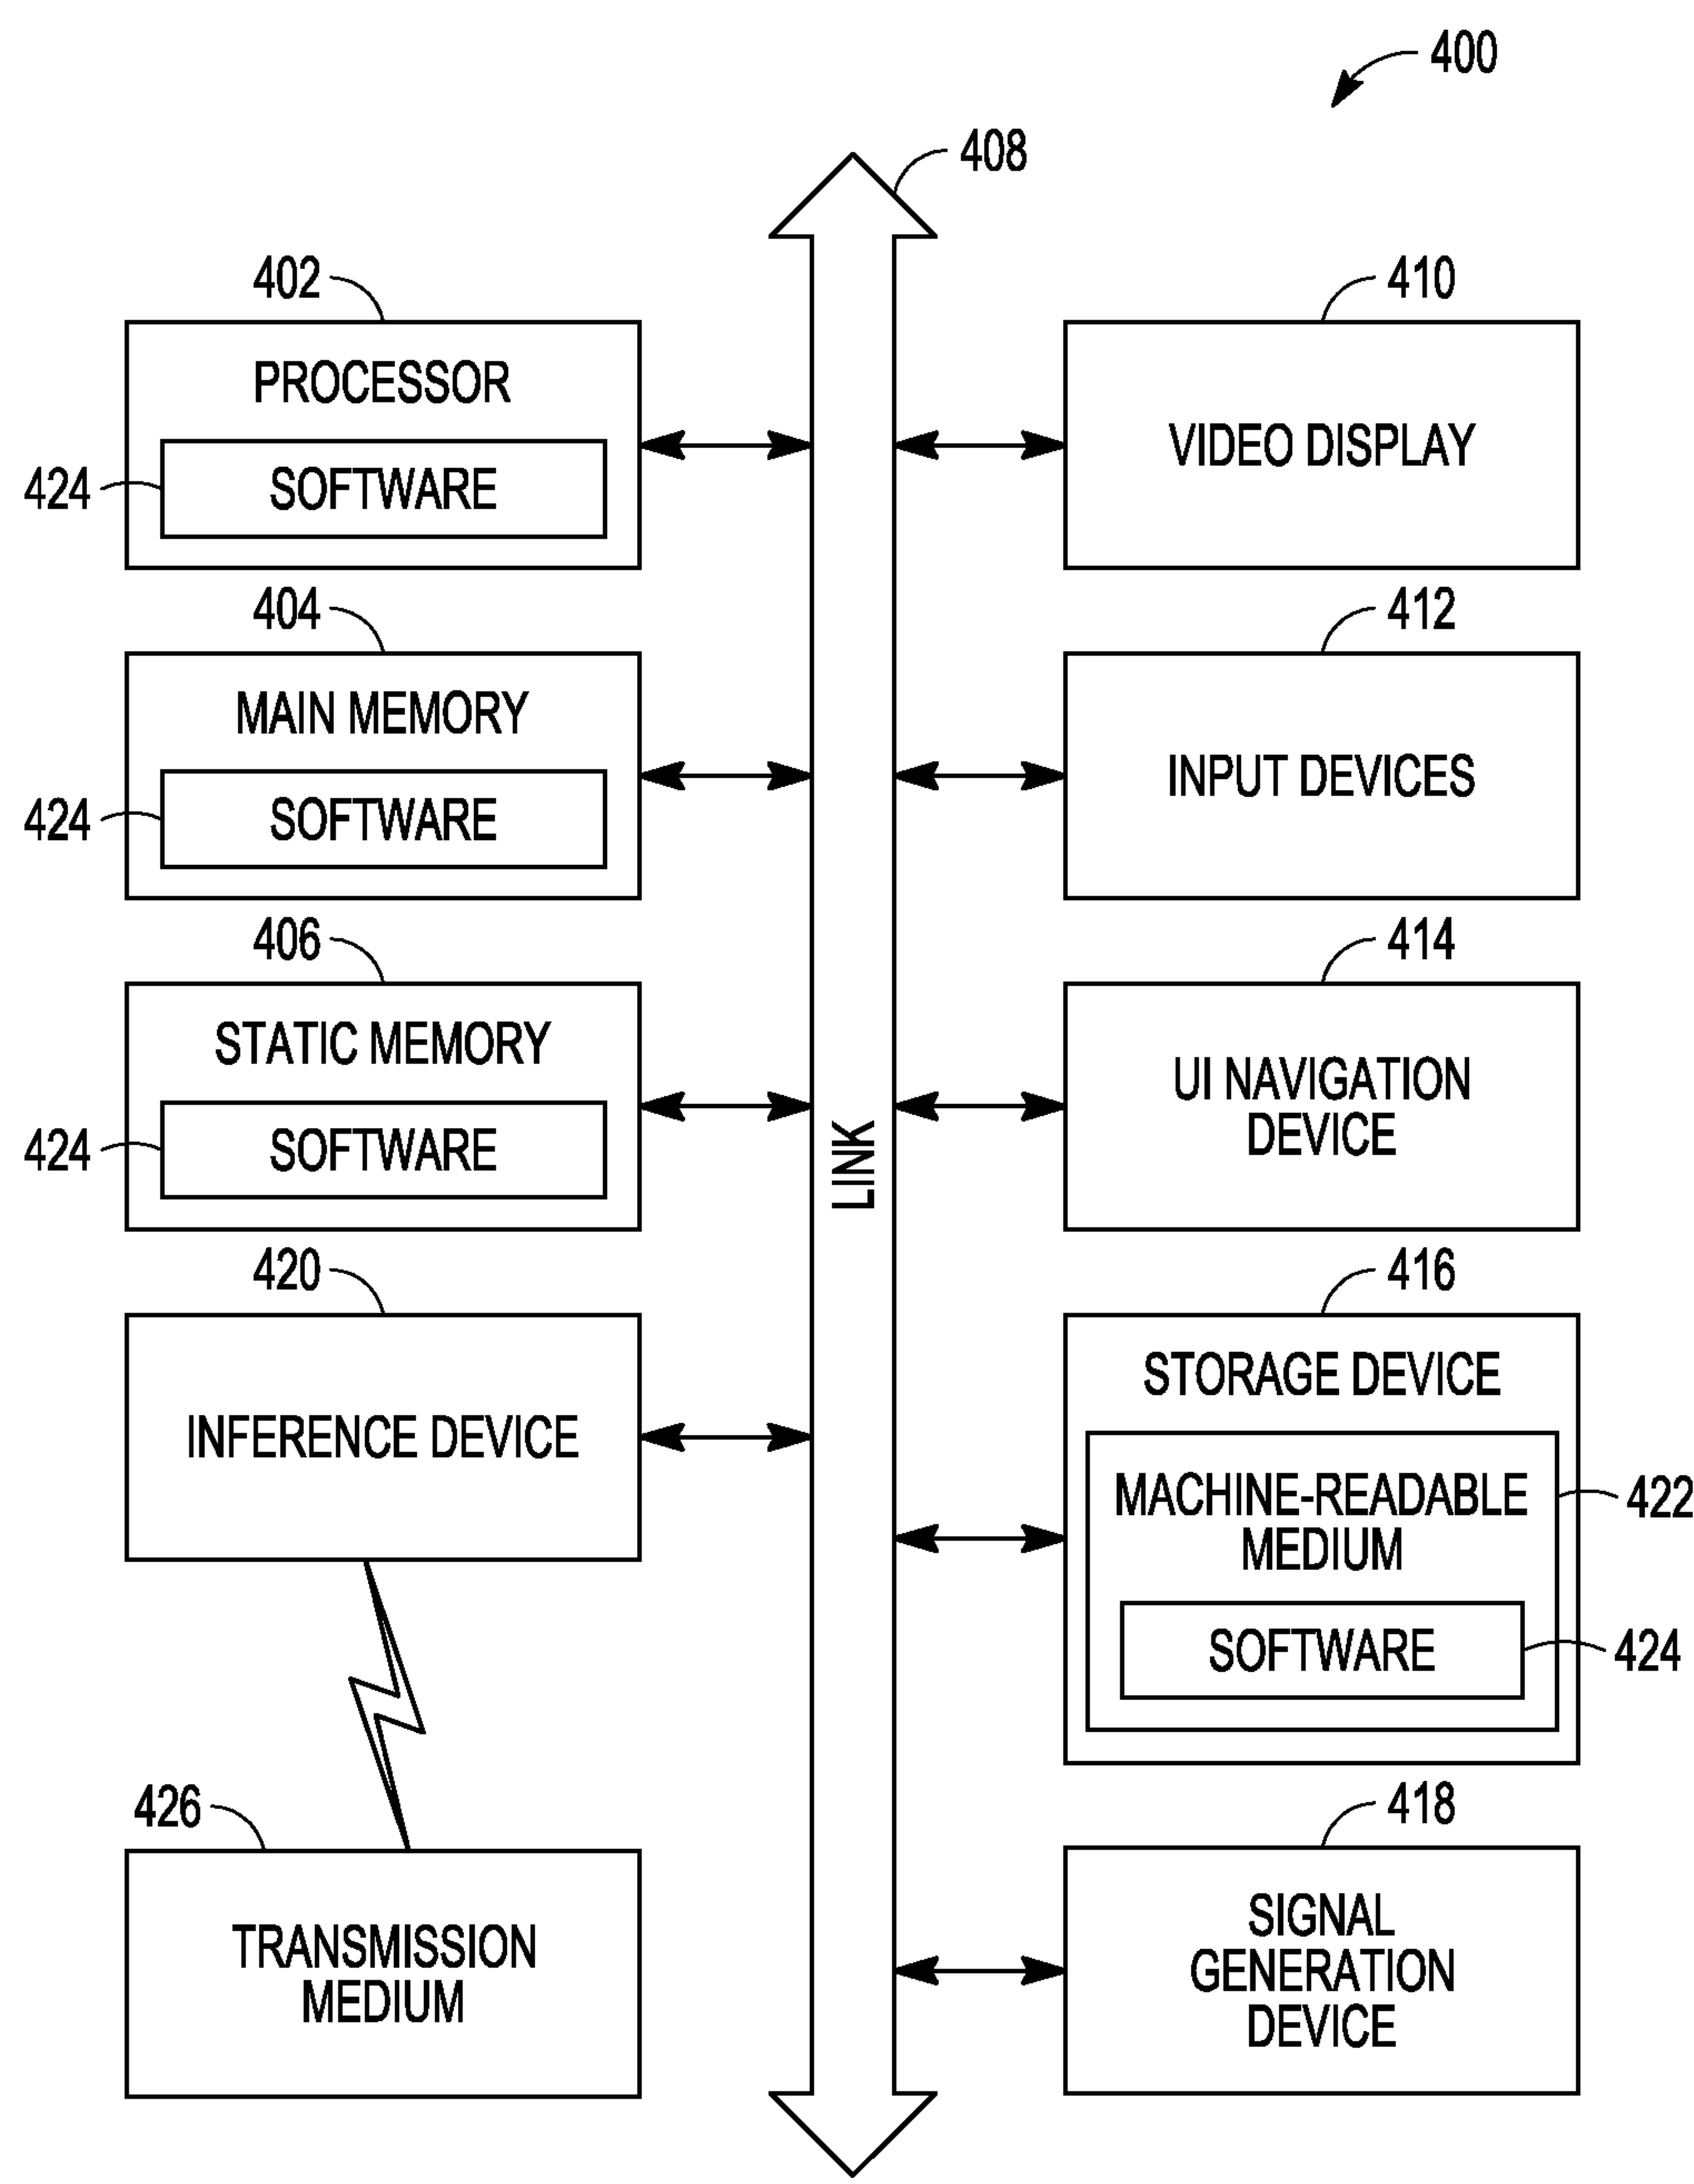 400
408
402
PROCESSOR
424
SOFTWARE
404
MAIN MEMORY
424
SOFTWARE
406
STATIC MEMORY
424
SOFTWARE
420
INFERENCE DEVICE
426
TRANSMISSION
MEDIUM
LINK
410
VIDEO DISPLAY
412
INPUT DEVICES
414
UI NAVIGATION
DEVICE
416
STORAGE DEVICE
MACHINE-READABLE
MEDIUM
422
SOFTWARE
424
418
SIGNAL
GENERATION
DEVICE